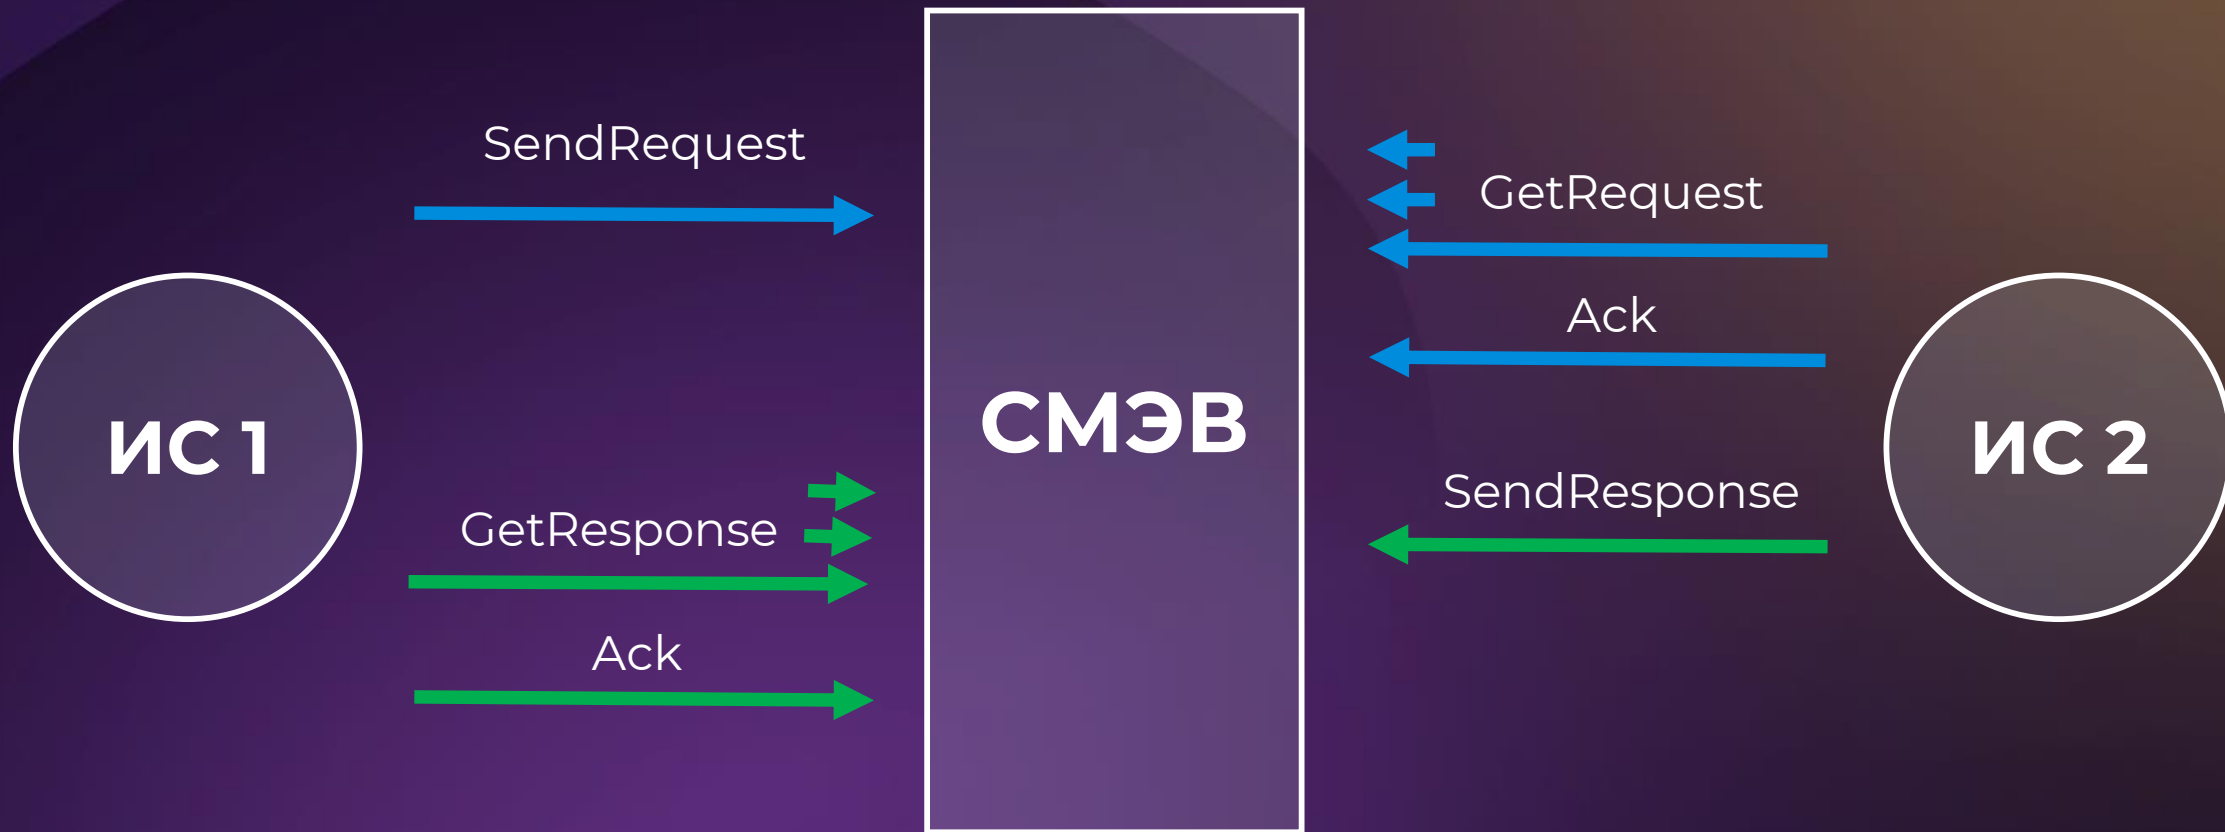 SendRequest
GetRequest
Ack
СМЭВ
ИС 1
ИС 2
SendResponse
GetResponse
Ack